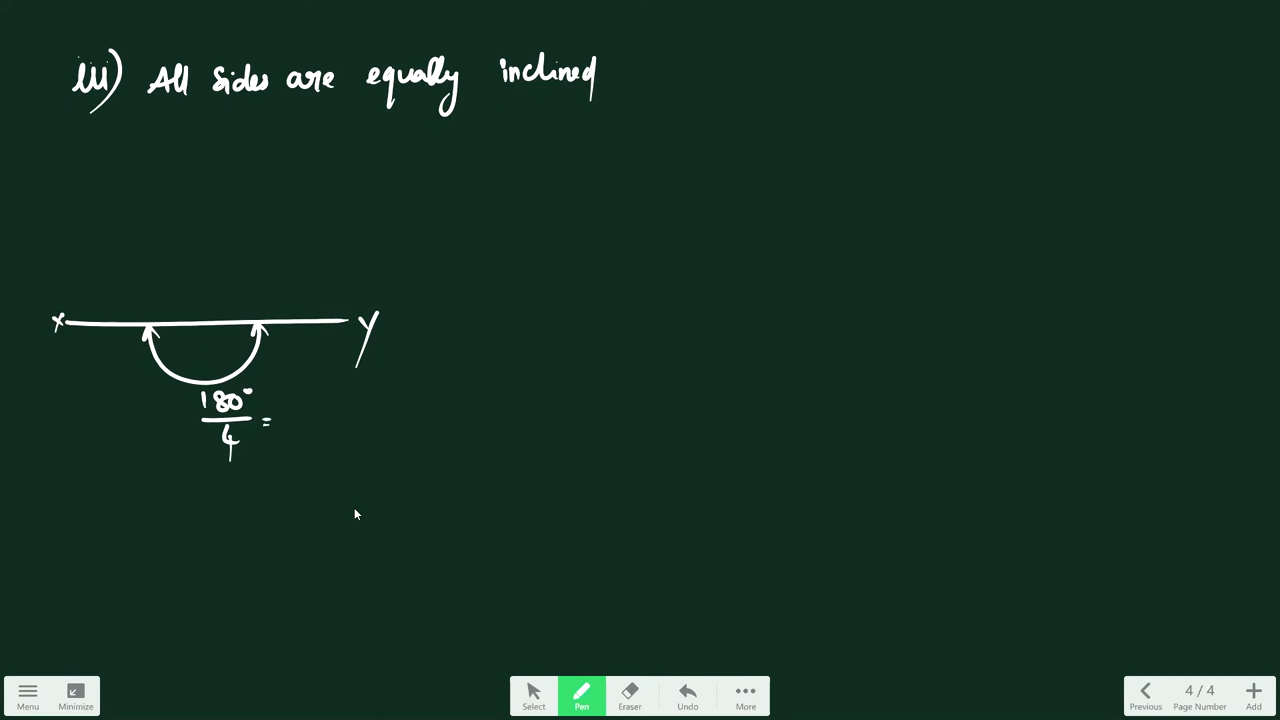 iii) All sides are equally inclined
x y
180°
4 =
Menu Minimize Select Pen Eraser Undo More Previous 4 / 4 Page Number Add